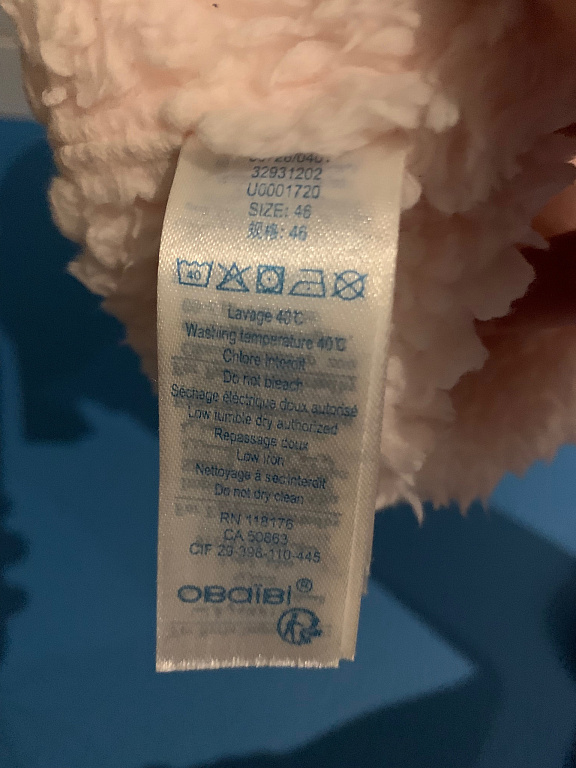 32931202
U0001720
SIZE: 46
规格: 46
40
Lavage 40°C
Washing temperature 40°C
Chlore interdit
Do not bleach
Séchage électrique doux autorisé
Low tumble dry authorized
Repassage doux
Low iron
Nettoyage à sec interdit
Do not dry clean
RN 118176
CA 50863
CIF 29-396-110-445
OBaïBI®